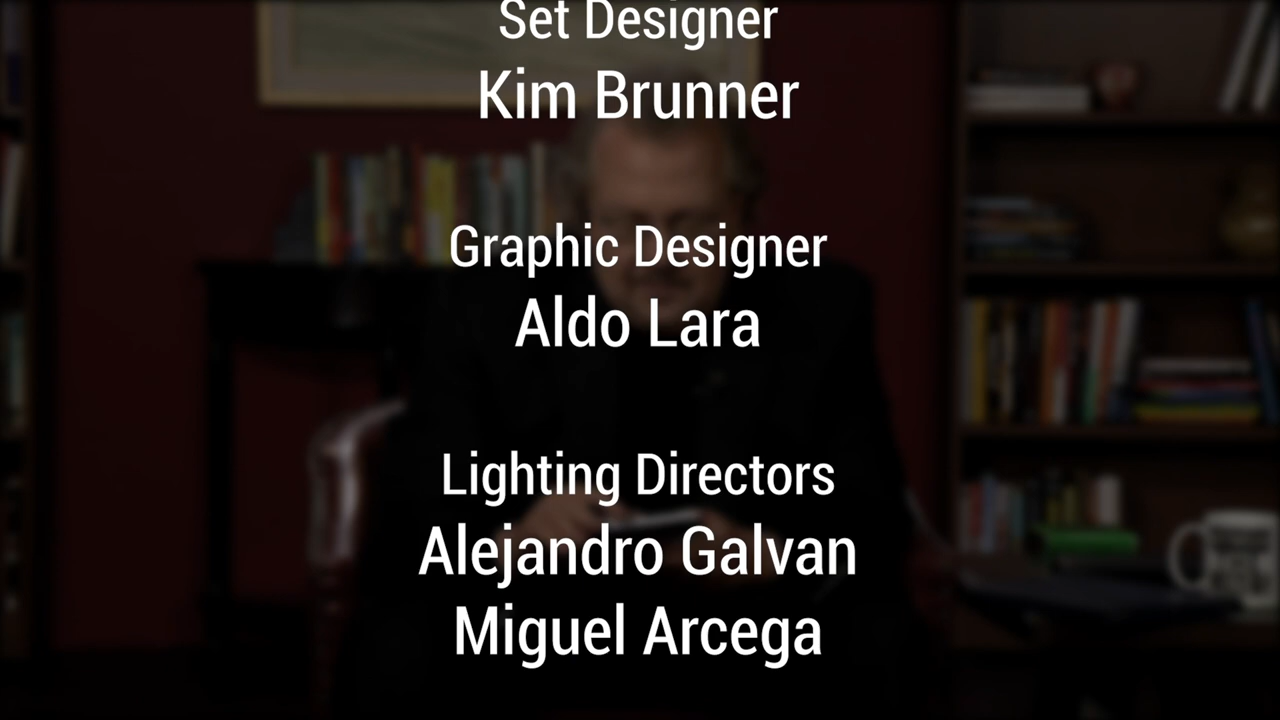 Set Designer
Kim Brunner
Graphic Designer
Aldo Lara
Lighting Directors
Alejandro Galvan
Miguel Arcega